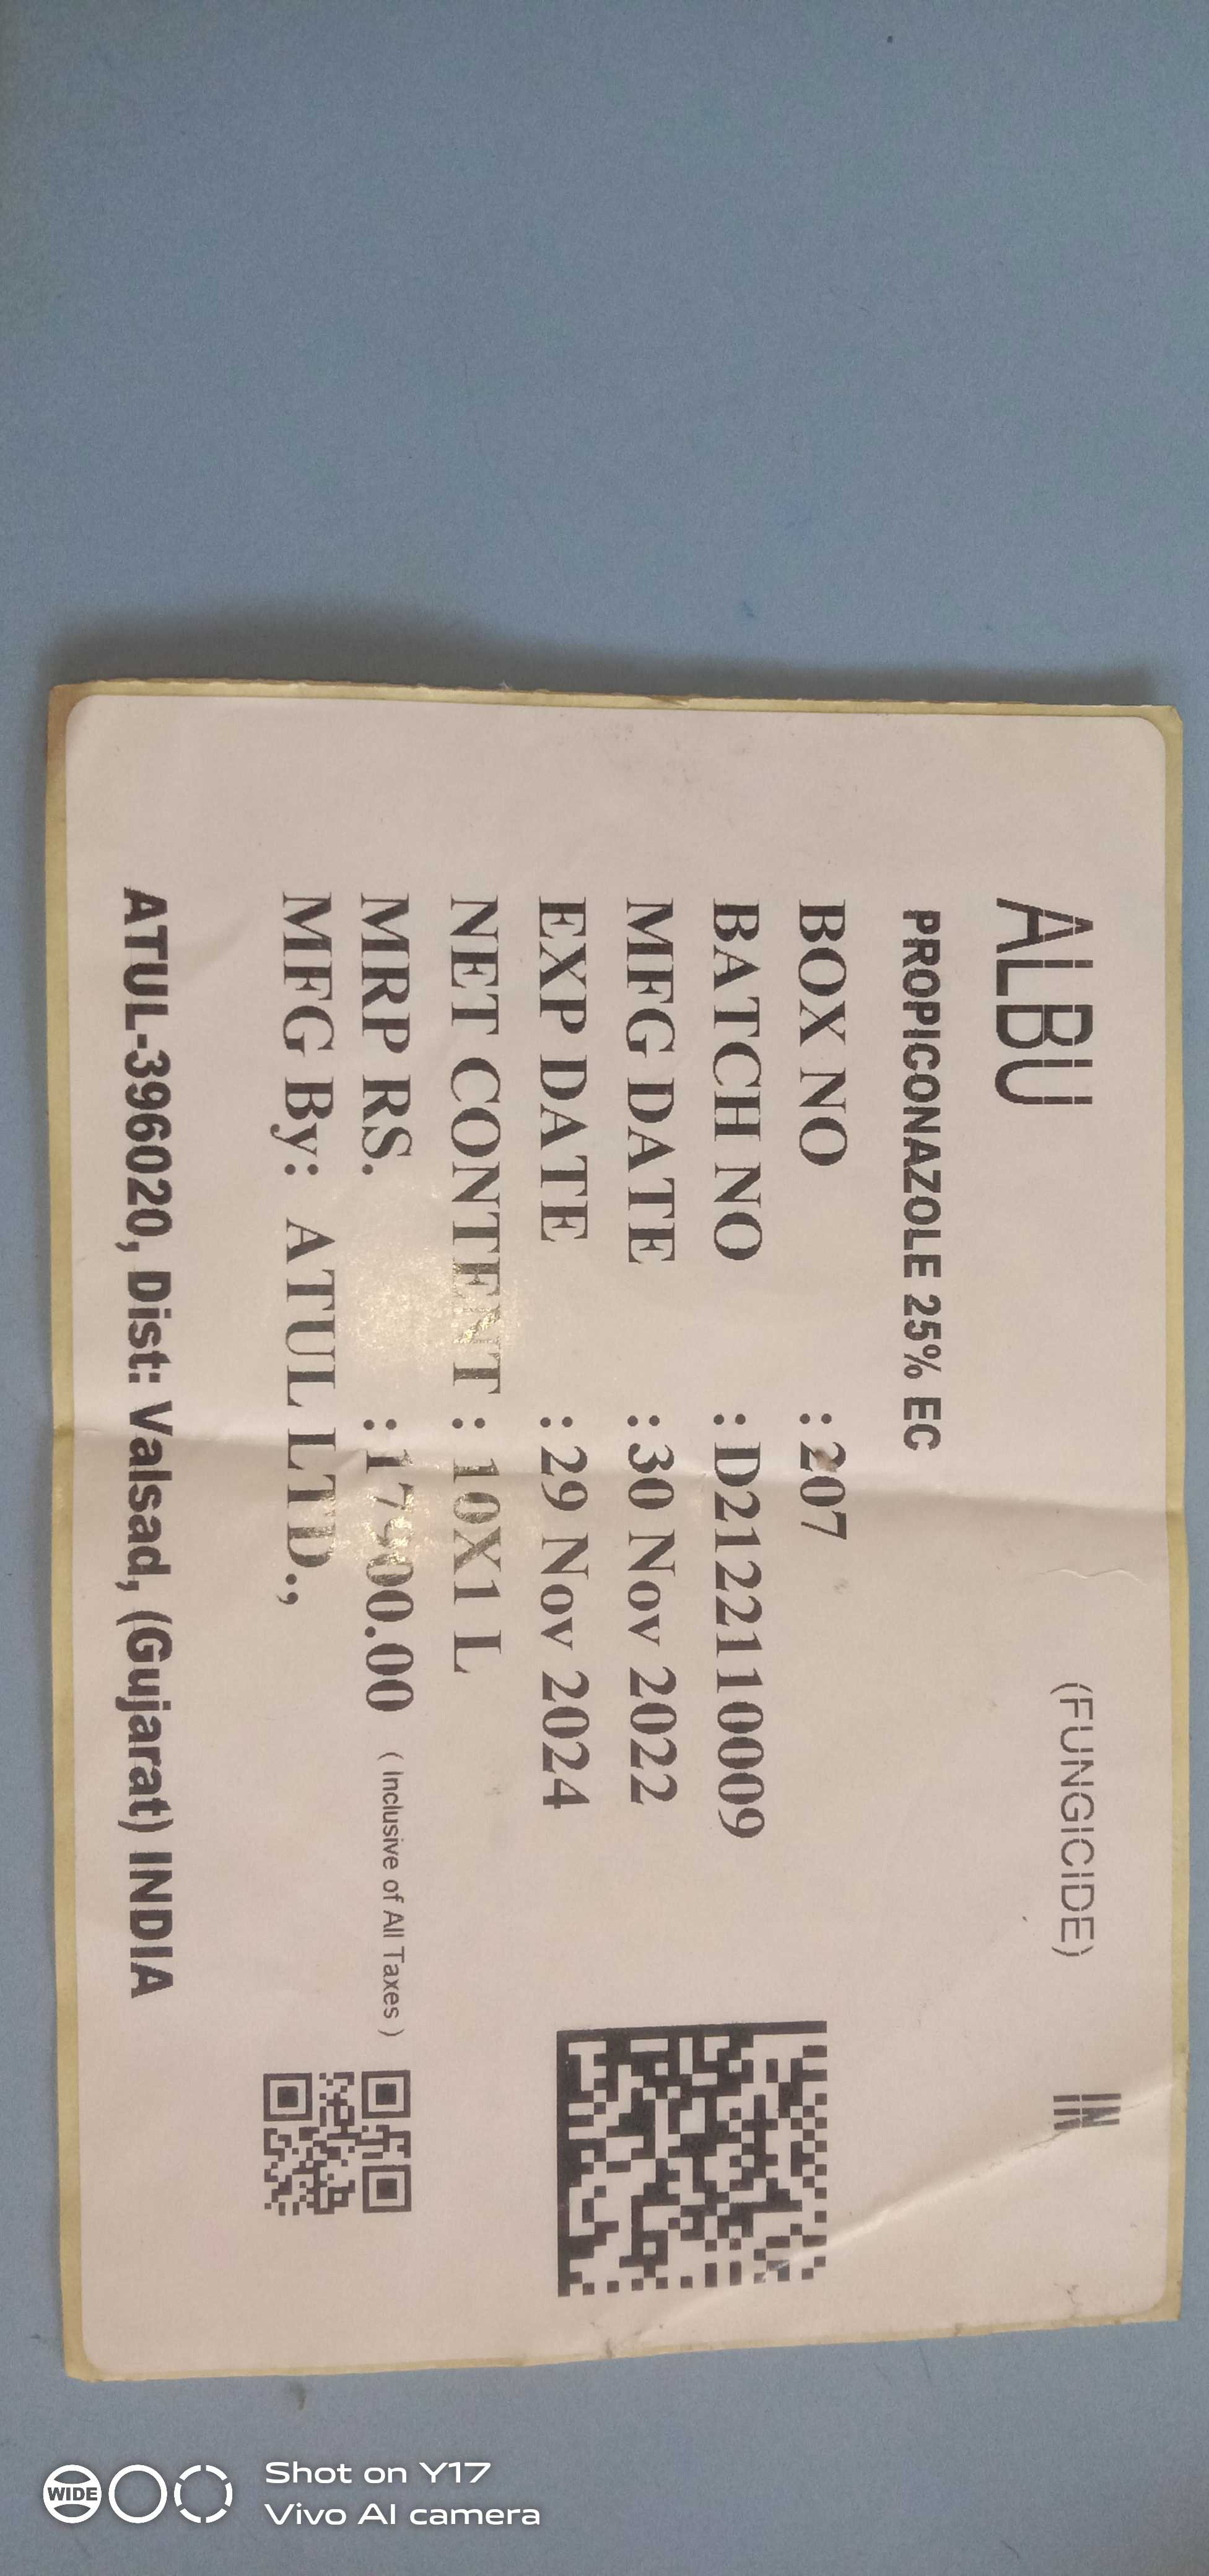 ALBU (FUNGICIDE) IN
PROPICONAZOLE 25% EC
BOX NO : 207
BATCH NO : D2122110009
MFG DATE : 30 Nov 2022
EXP DATE : 29 Nov 2024
NET CONTENT : 10X1 L
MRP RS. : ( Inclusive of All Taxes )
MFG By: ATUL LTD.,
ATUL-396020, Dist: Valsad, (Gujarat) INDIA
WIDE
Shot on Y17
Vivo AI camera